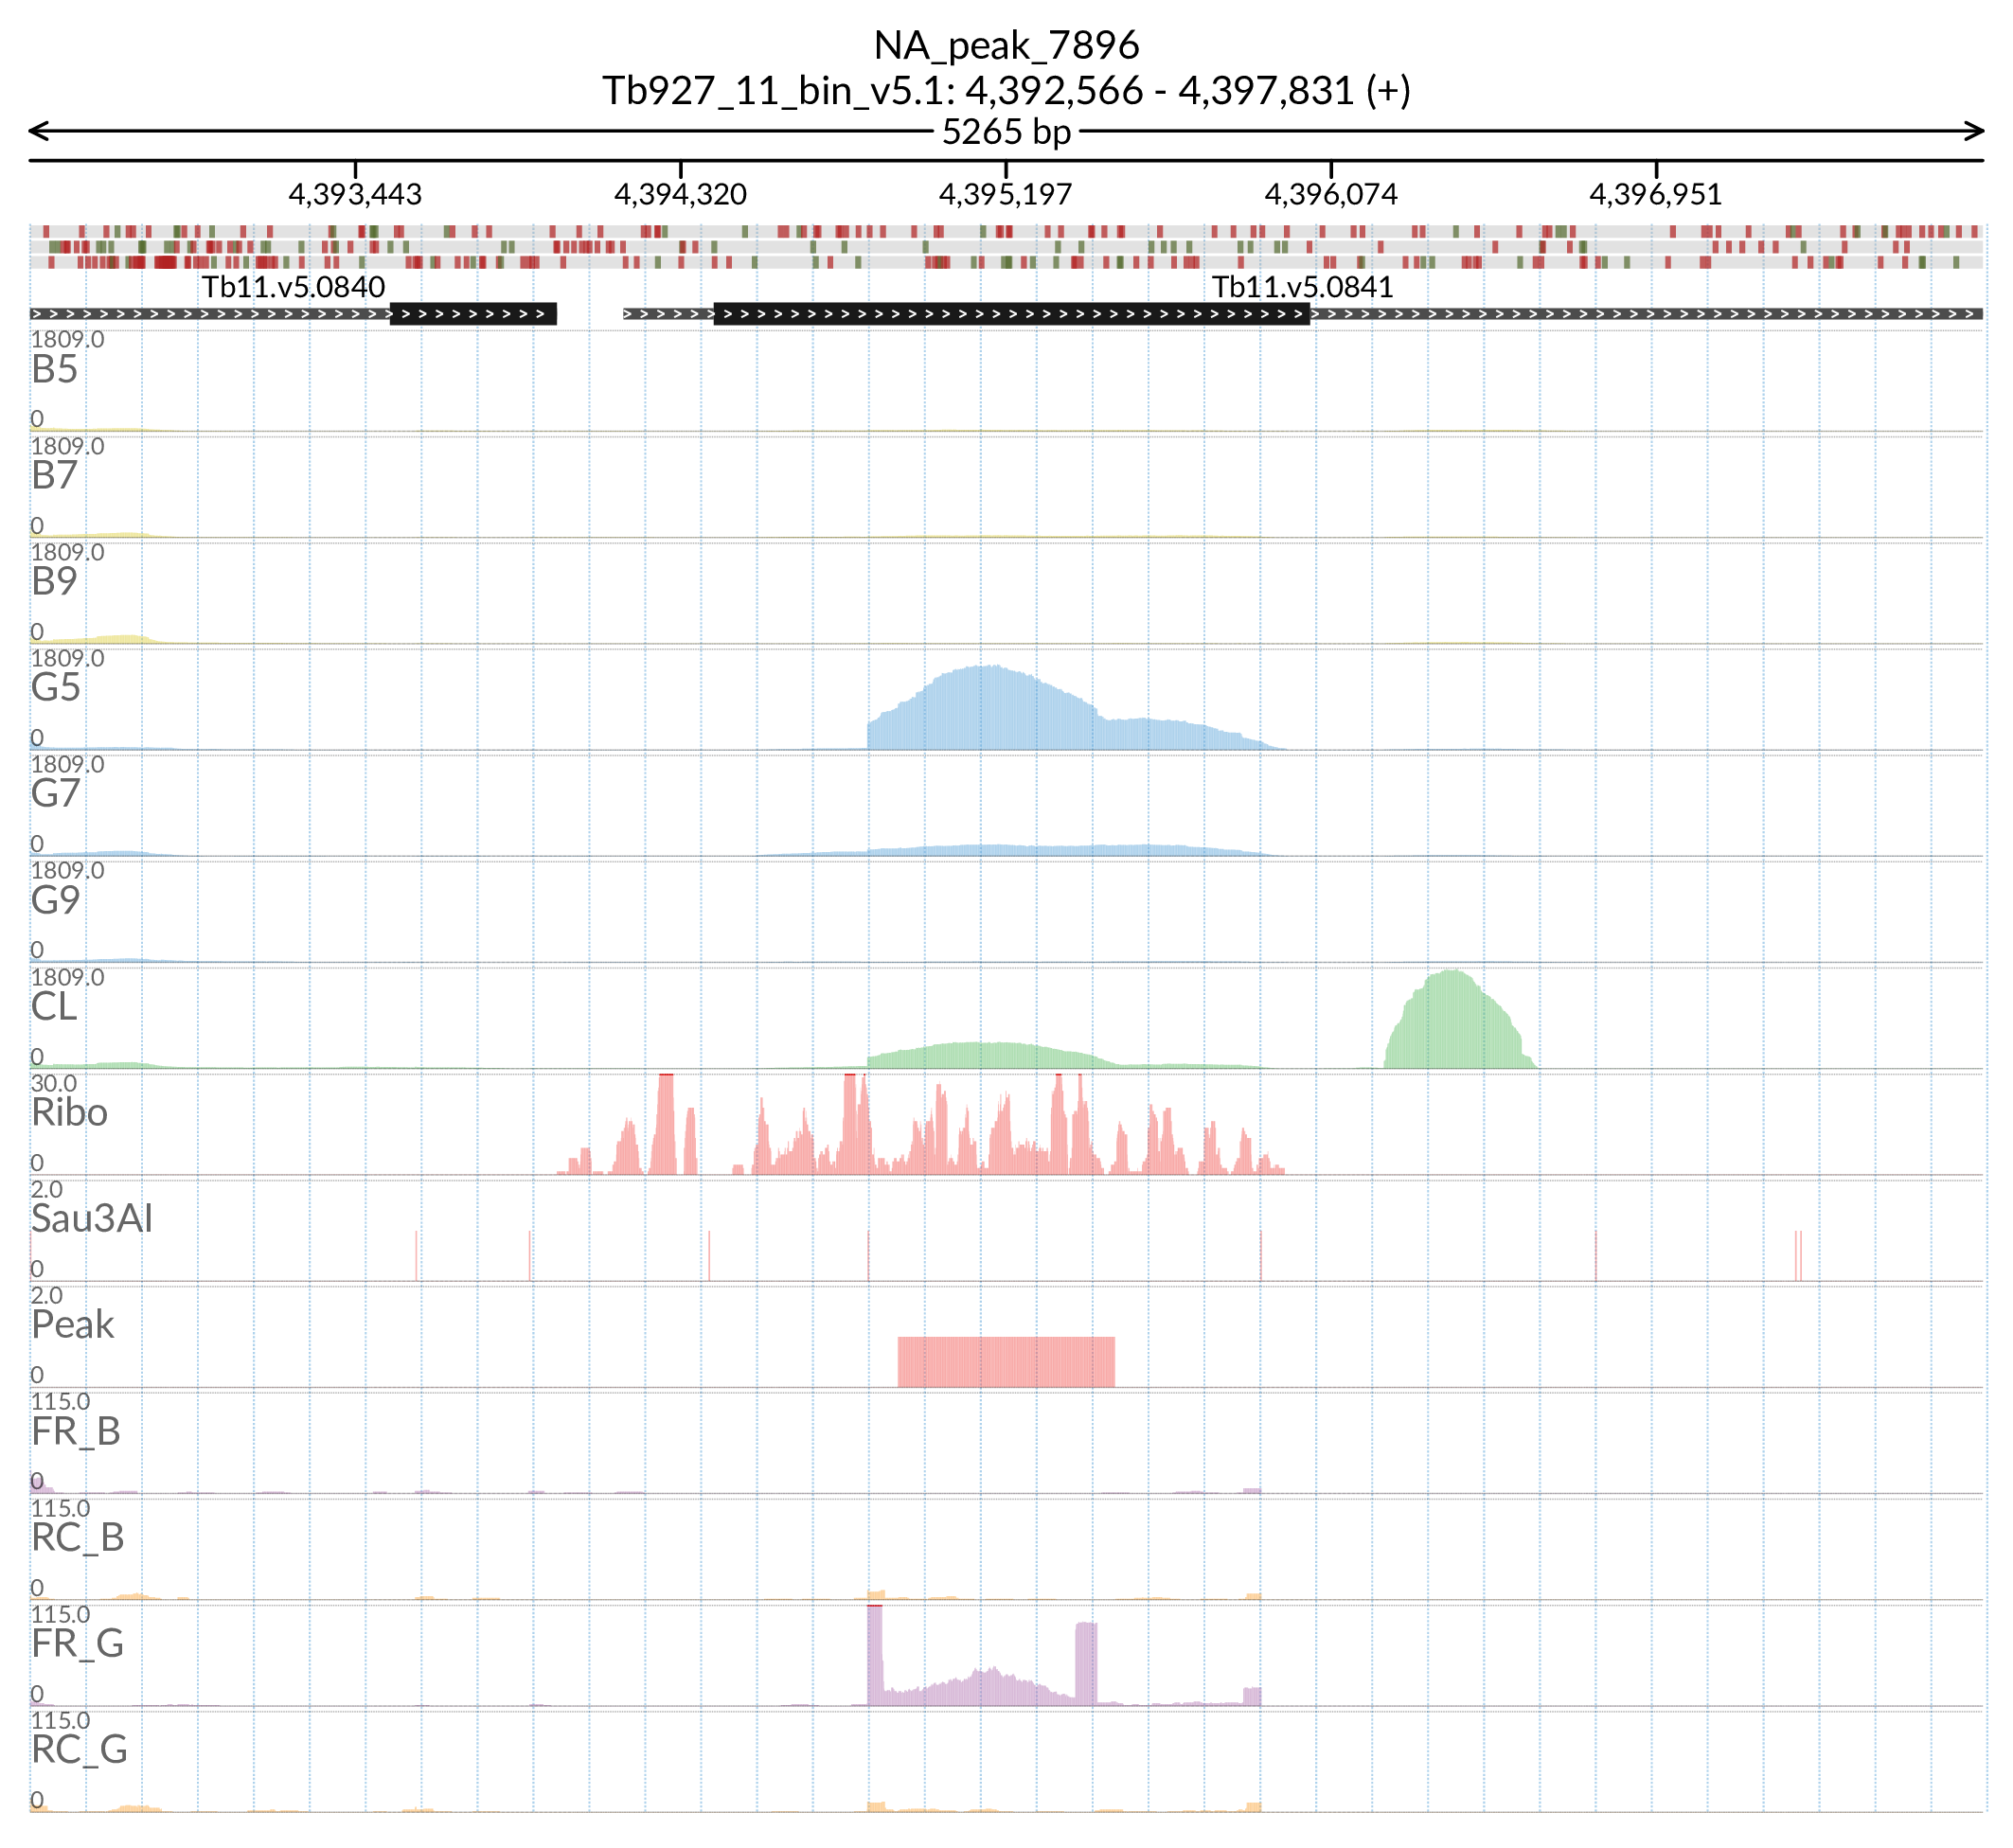 NA_peak_7896
Tb927_11_bin_v5.1: 4,392,566 - 4,397,831 (+)
5265 bp
4,393,443 4,394,320 4,395,197 4,396,074 4,396,951
Tb11.v5.0840 Tb11.v5.0841
1809.0
B5
0
1809.0
B7
0
1809.0
B9
0
1809.0
G5
0
1809.0
G7
0
1809.0
G9
0
1809.0
CL
0
30.0
Ribo
0
2.0
Sau3AI
0
2.0
Peak
0
115.0
FR_B
0
115.0
RC_B
0
115.0
FR_G
0
115.0
RC_G
0